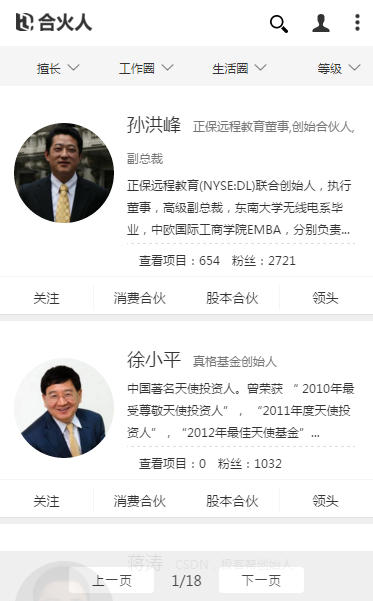 合火人
擅长 工作圈 生活圈 等级
孙洪峰 正保远程教育董事,创始合伙人,
副总裁
正保远程教育(NYSE:DL)联合创始人，执行
董事，高级副总裁，东南大学无线电系毕
业，中欧国际工商学院EMBA，分别负责...
查看项目：654 粉丝：2721
关注 消费合伙 股本合伙 领头
徐小平 真格基金创始人
中国著名天使投资人。曾荣获 “ 2010年最
受尊敬天使投资人” ， “2011年度天使投
资人” ，“2012年最佳天使基金” ...
查看项目：0 粉丝：1032
关注 消费合伙 股本合伙 领头
蒋涛 CSDN，极客帮创始人
上一页 1/18 下一页